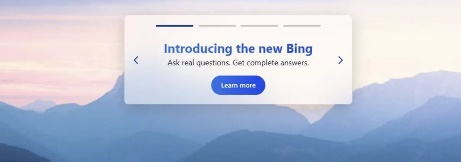 Introducing the new Bing
Ask real questions. Get complete answers.
Learn more